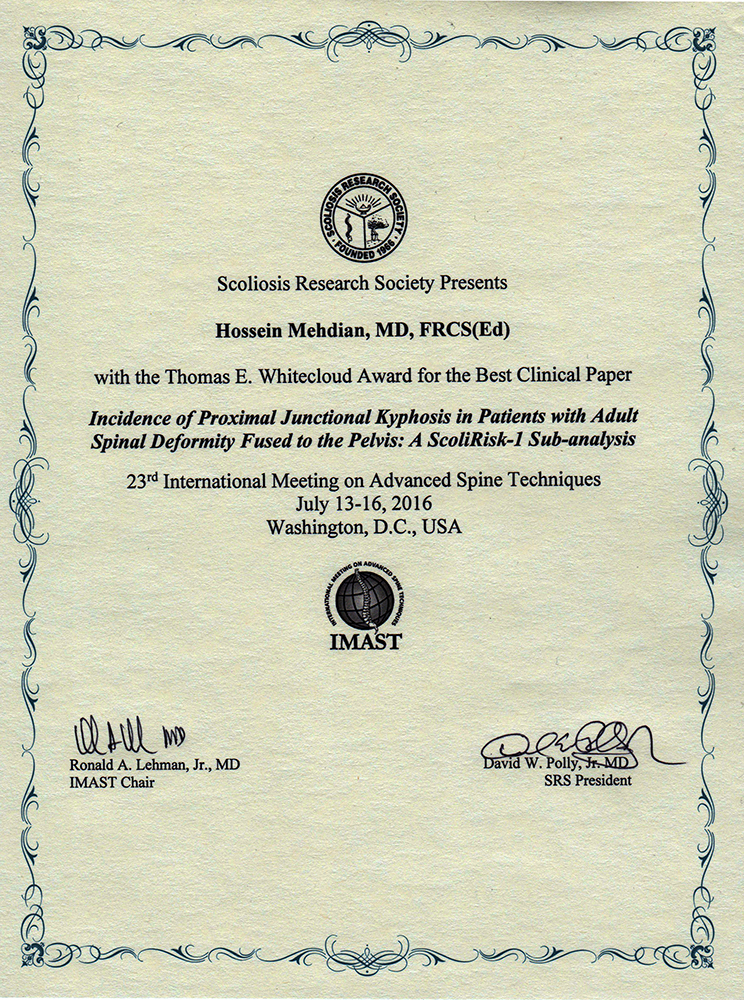 SCOLIOSIS RESEARCH SOCIETY
· FOUNDED 1966 ·
Scoliosis Research Society Presents
Hossein Mehdian, MD, FRCS(Ed)
with the Thomas E. Whitecloud Award for the Best Clinical Paper
Incidence of Proximal Junctional Kyphosis in Patients with Adult
Spinal Deformity Fused to the Pelvis: A ScoliRisk-1 Sub-analysis
23rd International Meeting on Advanced Spine Techniques
July 13-16, 2016
Washington, D.C., USA
INTERNATIONAL MEETING ON ADVANCED SPINE TECHNIQUES
IMAST
MD
Ronald A. Lehman, Jr., MD
IMAST Chair
David W. Polly, Jr. MD
SRS President